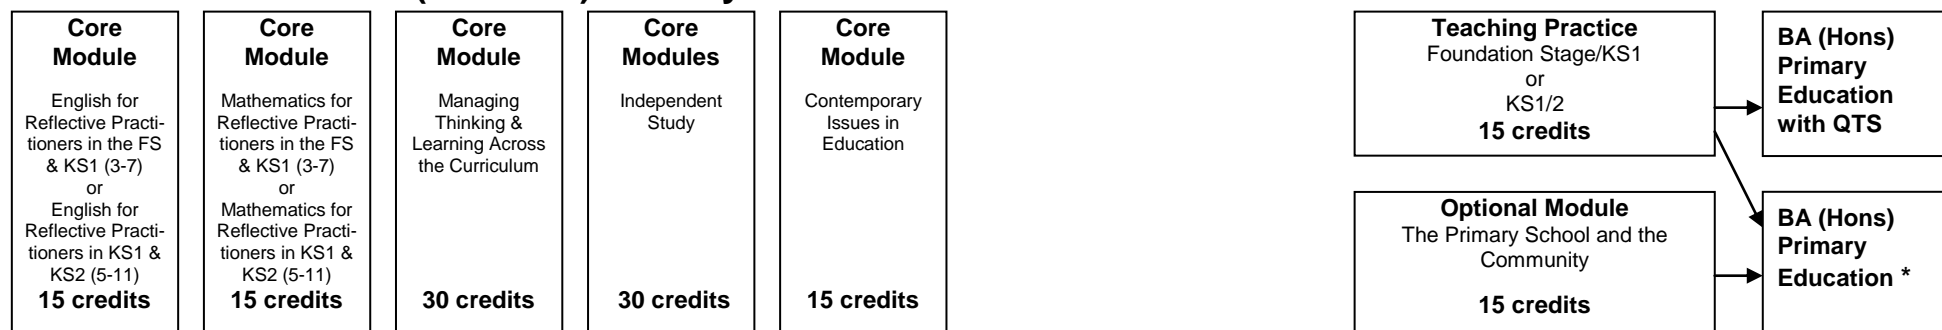 Core
Module
English for
Reflective Practi-
tioners in the FS
& KS1 (3-7)
or
English for
Reflective Practi-
tioners in KS1 &
KS2 (5-11)
15 credits
Core
Module
Mathematics for
Reflective Practi-
tioners in the FS
& KS1 (3-7)
or
Mathematics for
Reflective Practi-
tioners in KS1 &
KS2 (5-11)
15 credits
Core
Module
Managing
Thinking &
Learning Across
the Curriculum
30 credits
Core
Modules
Independent
Study
30 credits
Core
Module
Contemporary
Issues in
Education
15 credits
Teaching Practice
Foundation Stage/KS1
or
KS1/2
15 credits
BA (Hons)
Primary
Education
with QTS
Optional Module
The Primary School and the
Community
15 credits
BA (Hons)
Primary
Education *